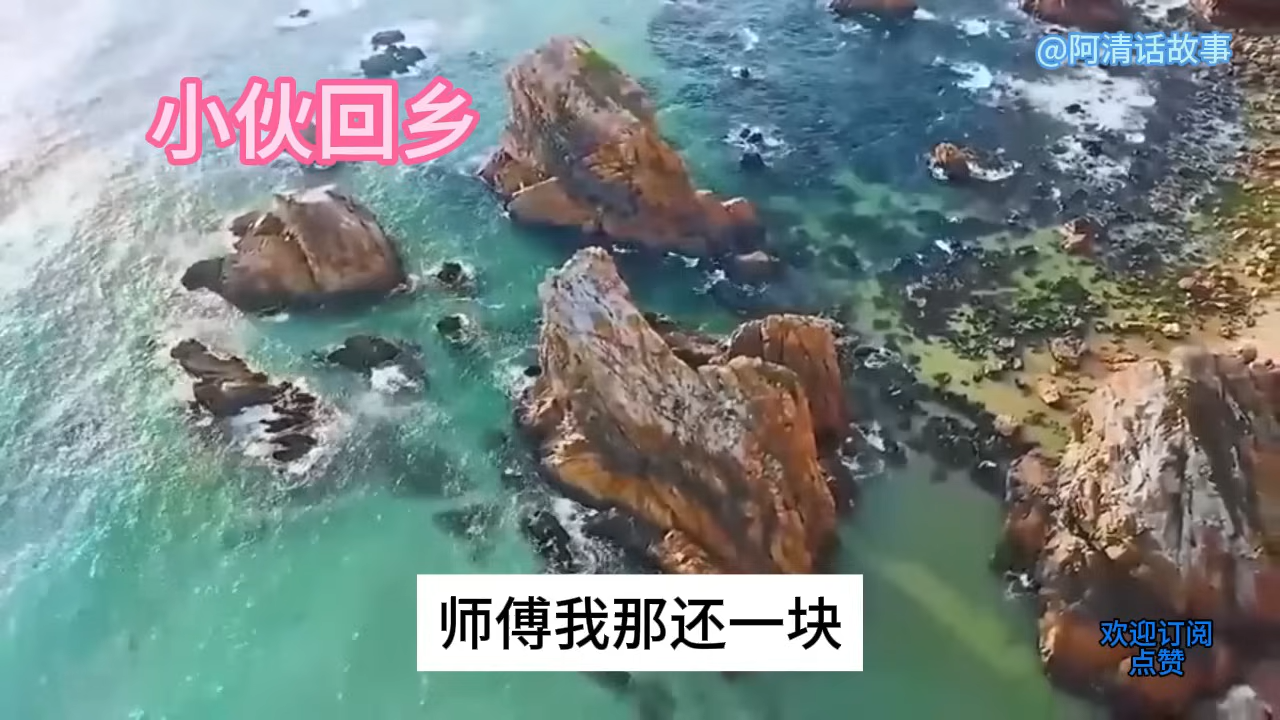 @阿清话故事
小伙回乡
师傅我那还一块
欢迎订阅
点赞